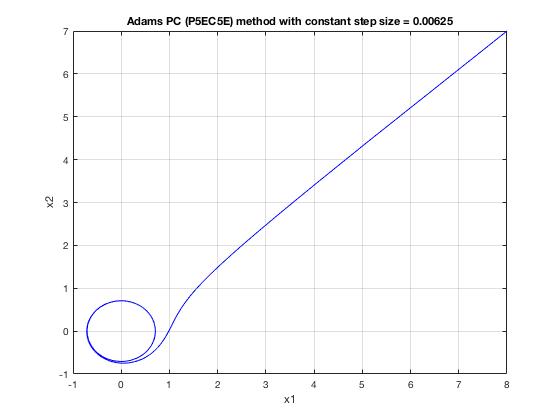 Adams PC (P5EC5E) method with constant step size = 0.00625
7
6
5
4
3
2
1
0
-1
x2
-1 0 1 2 3 4 5 6 7 8
x1